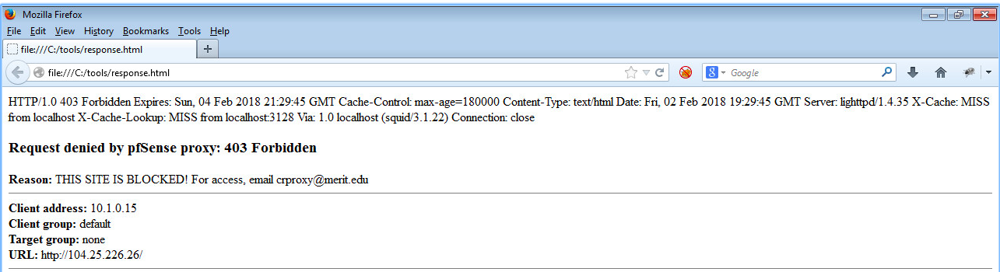 Mozilla Firefox
File Edit View History Bookmarks Tools Help
file:///C:/tools/response.html
file:///C:/tools/response.html
Google
HTTP/1.0 403 Forbidden Expires: Sun, 04 Feb 2018 21:29:45 GMT Cache-Control: max-age=180000 Content-Type: text/html Date: Fri, 02 Feb 2018 19:29:45 GMT Server: lighttpd/1.4.35 X-Cache: MISS
from localhost X-Cache-Lookup: MISS from localhost:3128 Via: 1.0 localhost (squid/3.1.22) Connection: close
Request denied by pfSense proxy: 403 Forbidden
Reason: THIS SITE IS BLOCKED! For access, email crproxy@merit.edu
Client address: 10.1.0.15
Client group: default
Target group: none
URL: http://104.25.226.26/